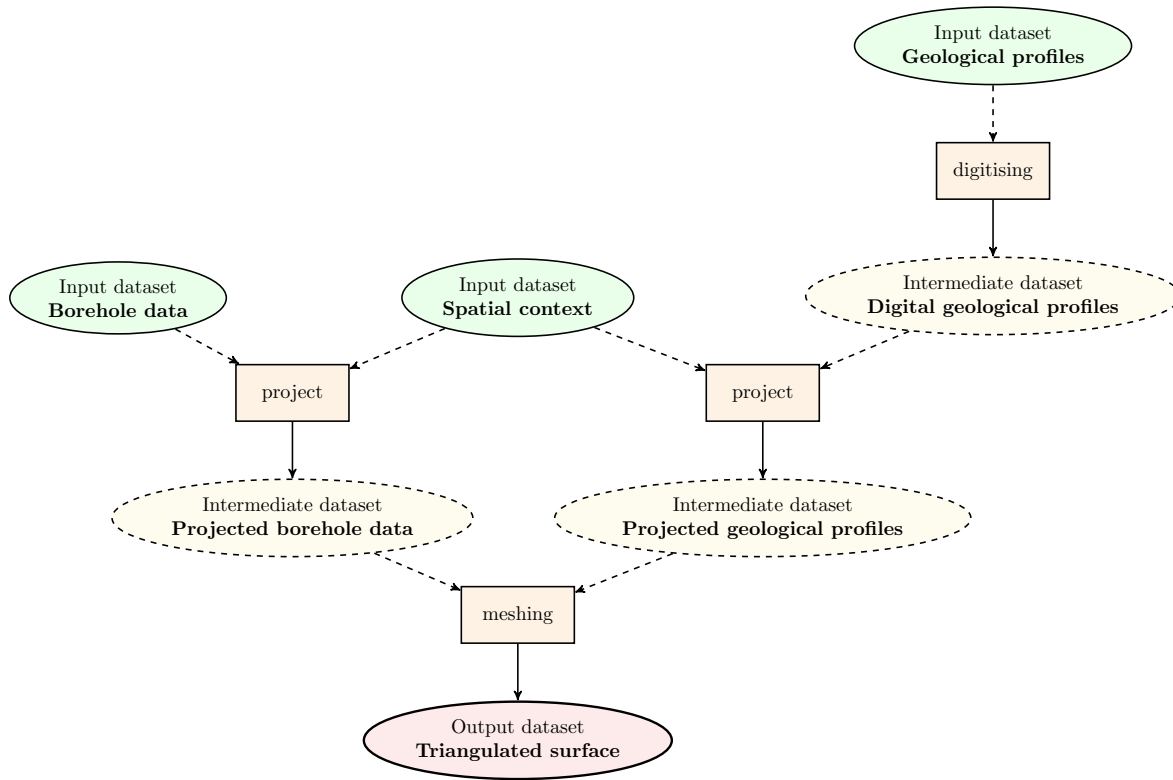 Input dataset
Geological profiles
digitising
Input dataset
Borehole data
Input dataset
Spatial context
Intermediate dataset
Digital geological profiles
project
project
Intermediate dataset
Projected borehole data
Intermediate dataset
Projected geological profiles
meshing
Output dataset
Triangulated surface